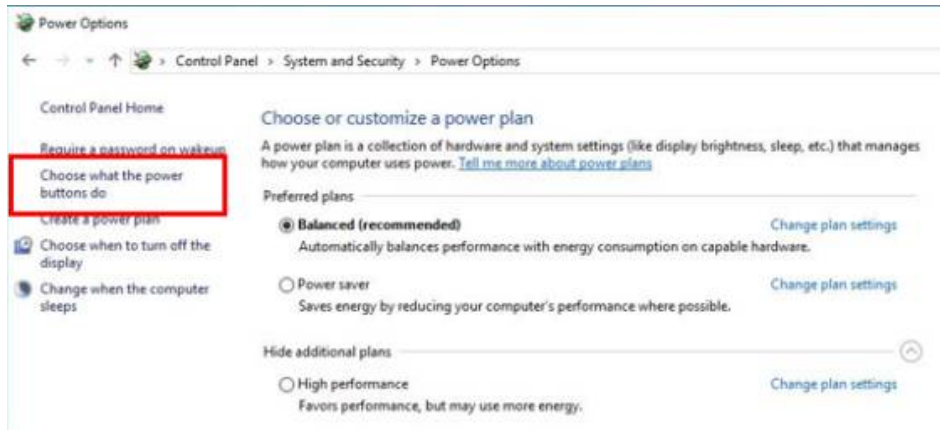 Power Options
Control Panel > System and Security > Power Options
Control Panel Home
Require a password on wakeup
Choose what the power
buttons do
Create a power plan
Choose when to turn off the
display
Change when the computer
sleeps
Choose or customize a power plan
A power plan is a collection of hardware and system settings (like display brightness, sleep, etc.) that manages
how your computer uses power. Tell me more about power plans
Preferred plans
Balanced (recommended) Change plan settings
Automatically balances performance with energy consumption on capable hardware.
Power saver Change plan settings
Saves energy by reducing your computer's performance where possible.
Hide additional plans
High performance Change plan settings
Favors performance, but may use more energy.